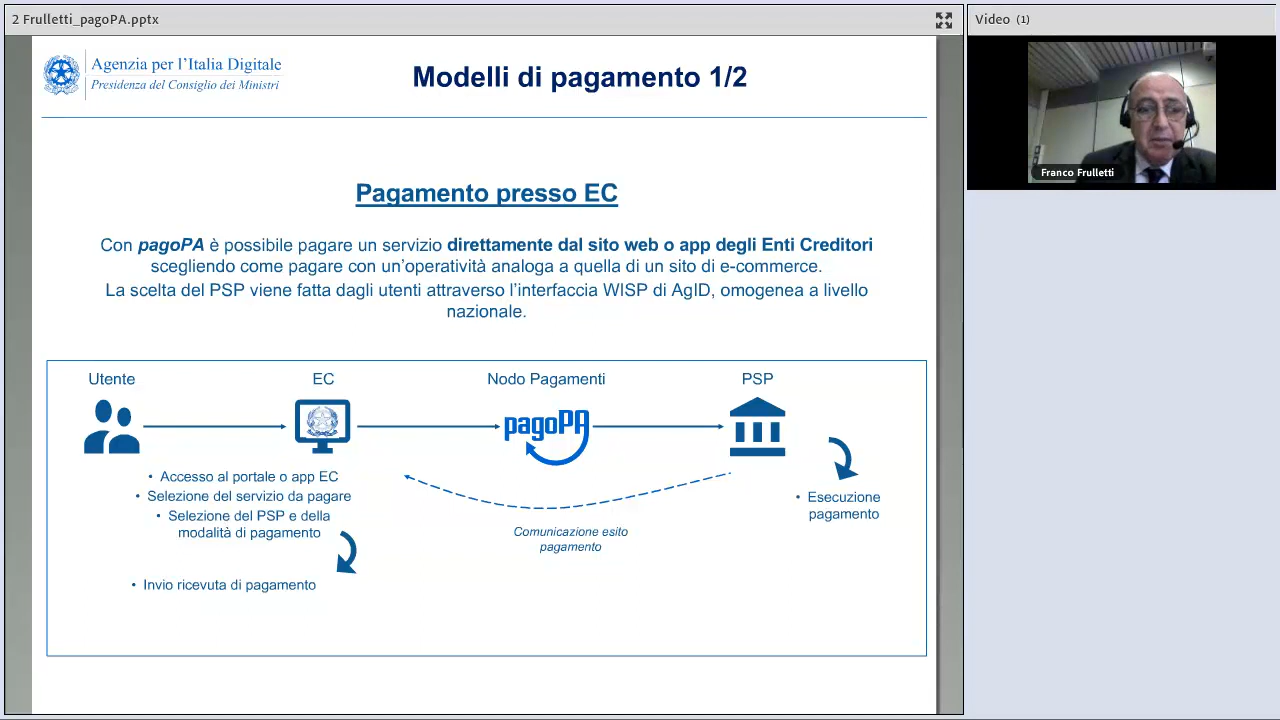 2 Frulletti_pagoPA.pptx
Video (1)
Agenzia per l'Italia Digitale
Presidenza del Consiglio dei Ministri
Modelli di pagamento 1/2
Franco Frulletti
Pagamento presso EC
Con pagoPA è possibile pagare un servizio direttamente dal sito web o app degli Enti Creditori
scegliendo come pagare con un'operatività analoga a quella di un sito di e-commerce.
La scelta del PSP viene fatta dagli utenti attraverso l'interfaccia WISP di AgID, omogenea a livello
nazionale.
Utente
EC
Nodo Pagamenti
PSP
pagoPA
• Accesso al portale o app EC
• Selezione del servizio da pagare
• Selezione del PSP e della
modalità di pagamento
• Invio ricevuta di pagamento
Comunicazione esito
pagamento
• Esecuzione
pagamento